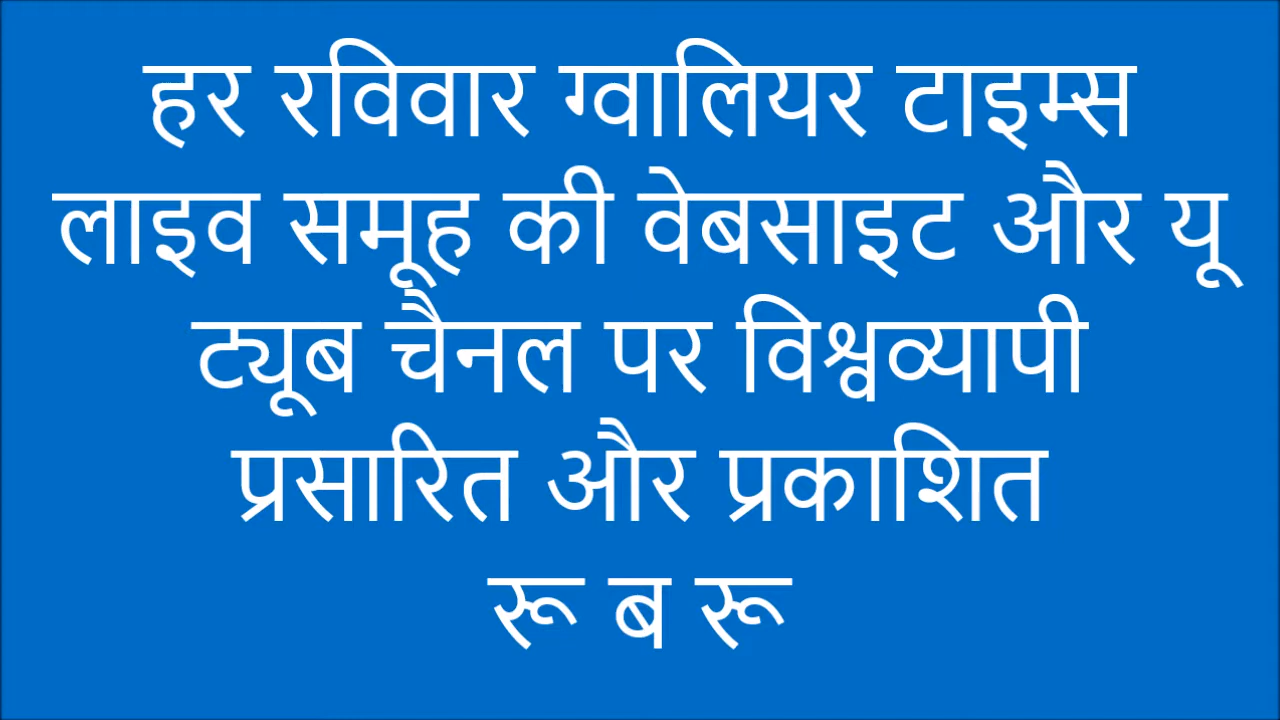 हर रविवार ग्वालियर टाइम्स
लाइव समूह की वेबसाइट और यू
ट्यूब चैनल पर विश्वव्यापी
प्रसारित और प्रकाशित
रू ब रू